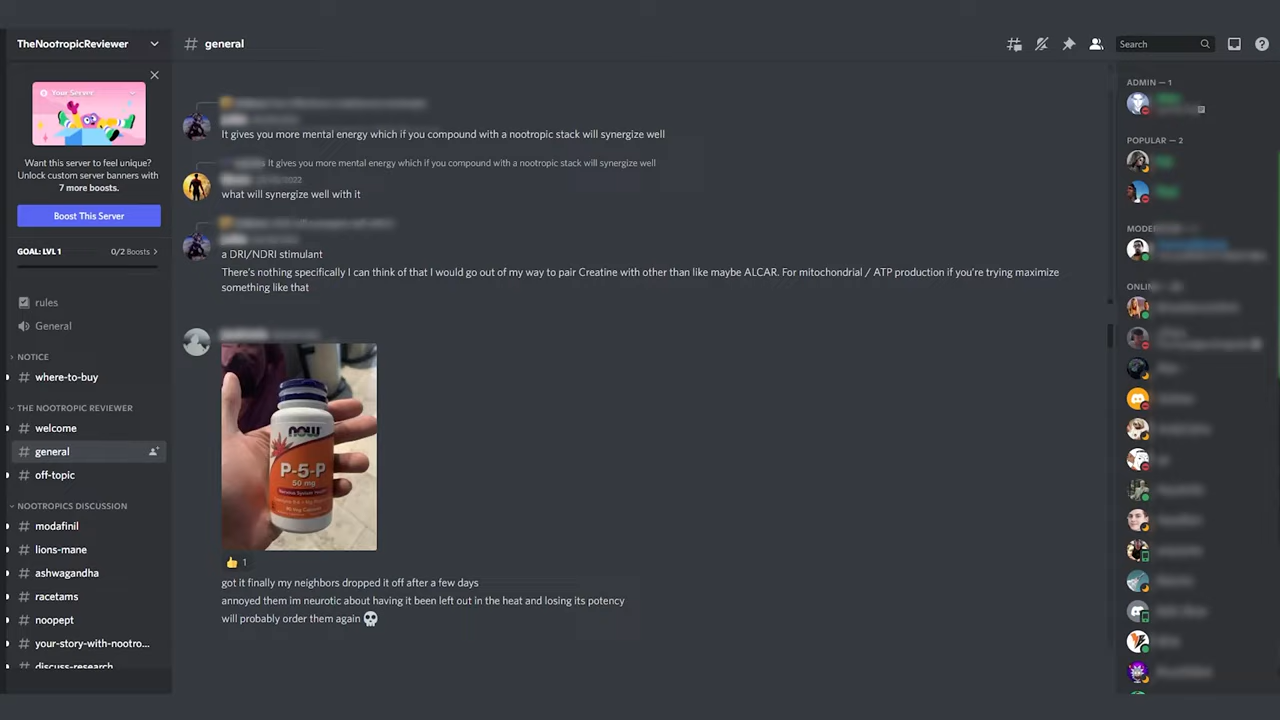 TheNootropicReviewer
Your Server
Want this server to feel unique?
Unlock custom server banners with
7 more boosts.
Boost This Server
GOAL: LVL 1 0/2 Boosts >
rules
General
NOTICE
# where-to-buy
THE NOOTROPIC REVIEWER
# welcome
# general
# off-topic
NOOTROPICS DISCUSSION
# modafinil
# lions-mane
# ashwagandha
# racetams
# noopept
# your-story-with-nootro...
# discuss-research
# general
It gives you more mental energy which if you compound with a nootropic stack will synergize well
It gives you more mental energy which if you compound with a nootropic stack will synergize well
what will synergize well with it
a DRI/NDRI stimulant
There's nothing specifically I can think of that I would go out of my way to pair Creatine with other than like maybe ALCAR. For mitochondrial / ATP production if you're trying maximize
something like that
NOW
P-5-P
50 mg
1
got it finally my neighbors dropped it off after a few days
annoyed them im neurotic about having it been left out in the heat and losing its potency
will probably order them again
Search
ADMIN — 1
POPULAR — 2